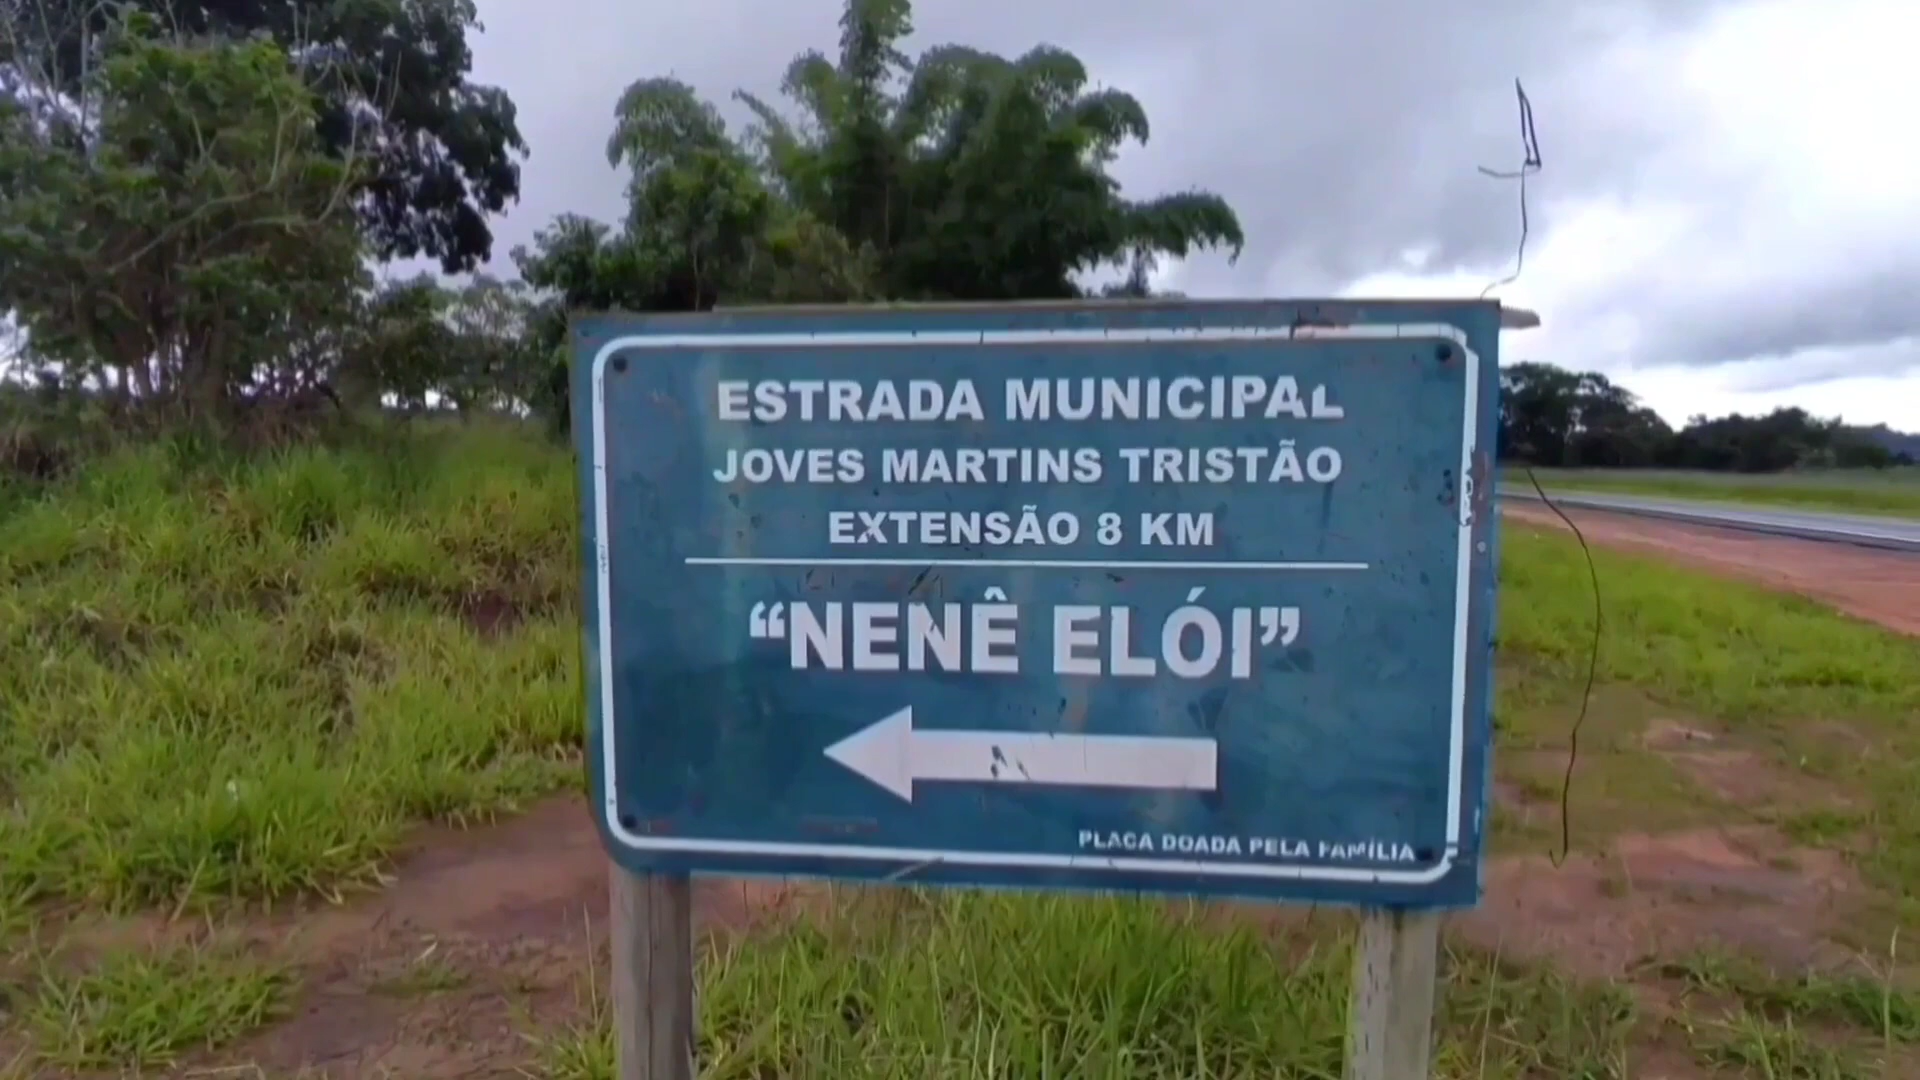 ESTRADA MUNICIPAL
JOVES MARTINS TRISTÃO
EXTENSÃO 8 KM
“NENÊ ELÓI”
PLACA DOADA PELA FAMÍLIA